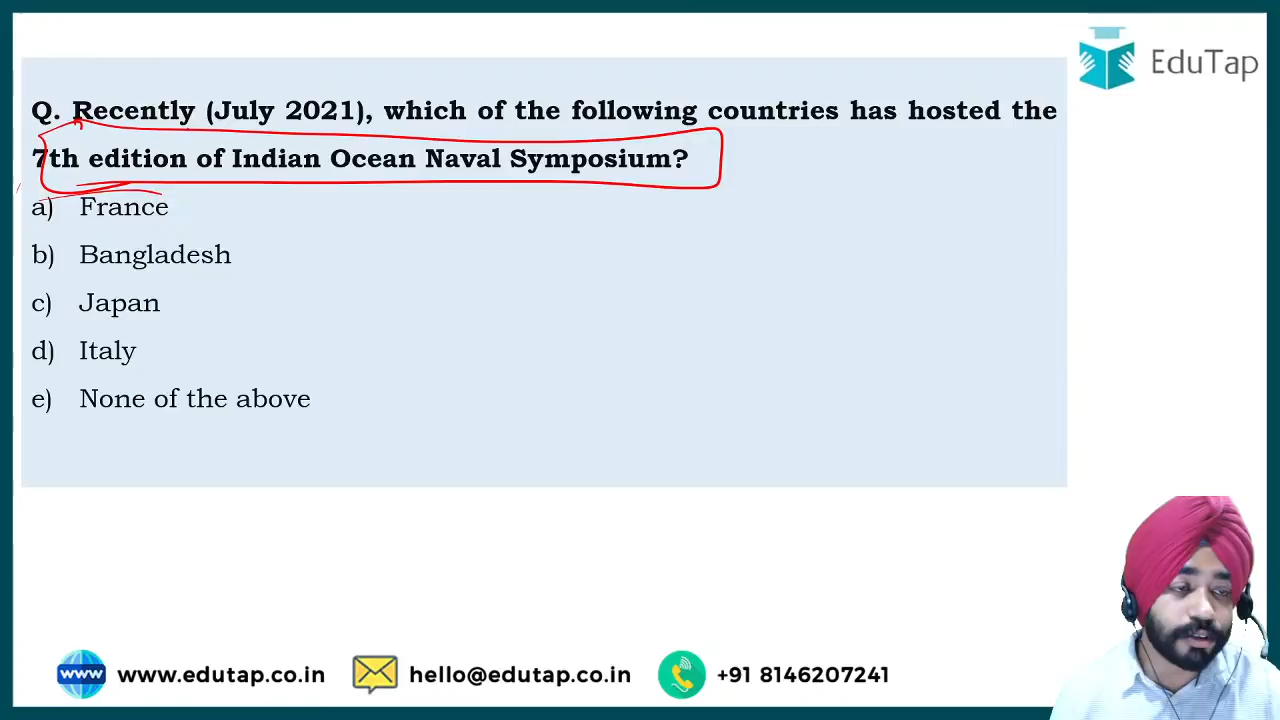 EduTap
Q. Recently (July 2021), which of the following countries has hosted the
7th edition of Indian Ocean Naval Symposium?
a) France
b) Bangladesh
c) Japan
d) Italy
e) None of the above
www www.edutap.co.in hello@edutap.co.in +91 8146207241